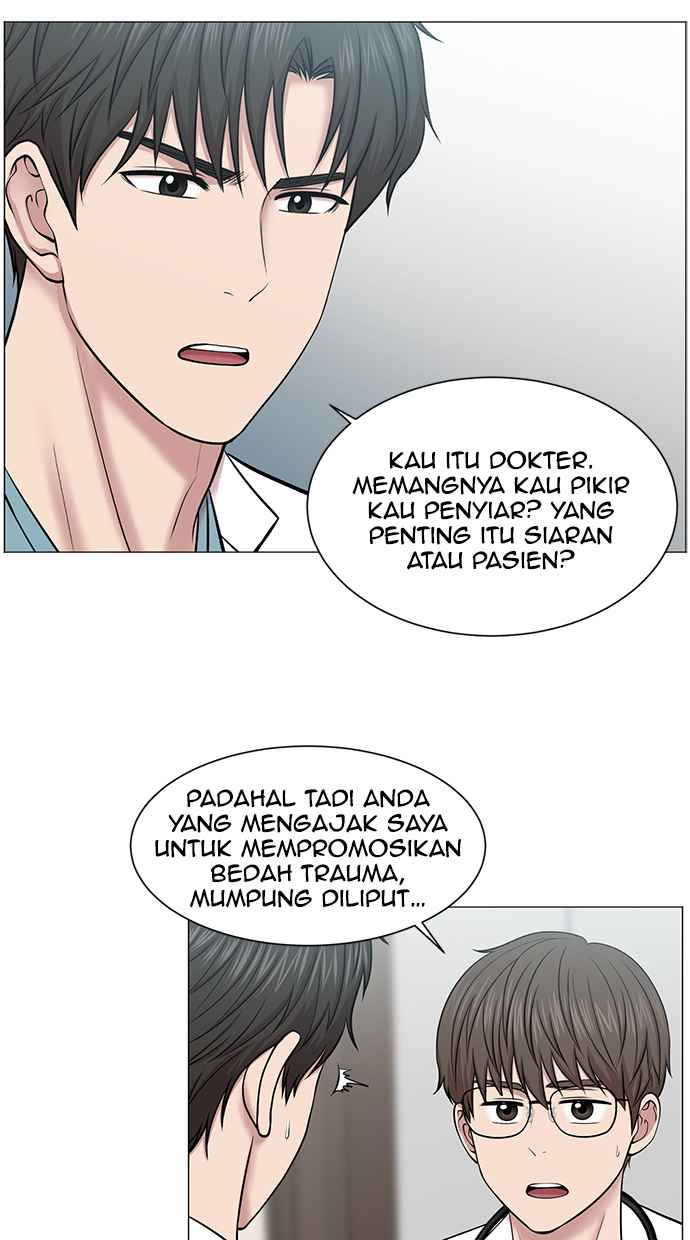 KAU ITU DOKTER.
MEMANGNYA KAU PIKIR
KAU PENYIAR? YANG
PENTING ITU SIARAN
ATAU PASIEN?
PADAHAL TADI ANDA
YANG MENGAJAK SAYA
UNTUK MEMPROMOSIKAN
BEDAH TRAUMA,
MUMPUNG DILIPUT...